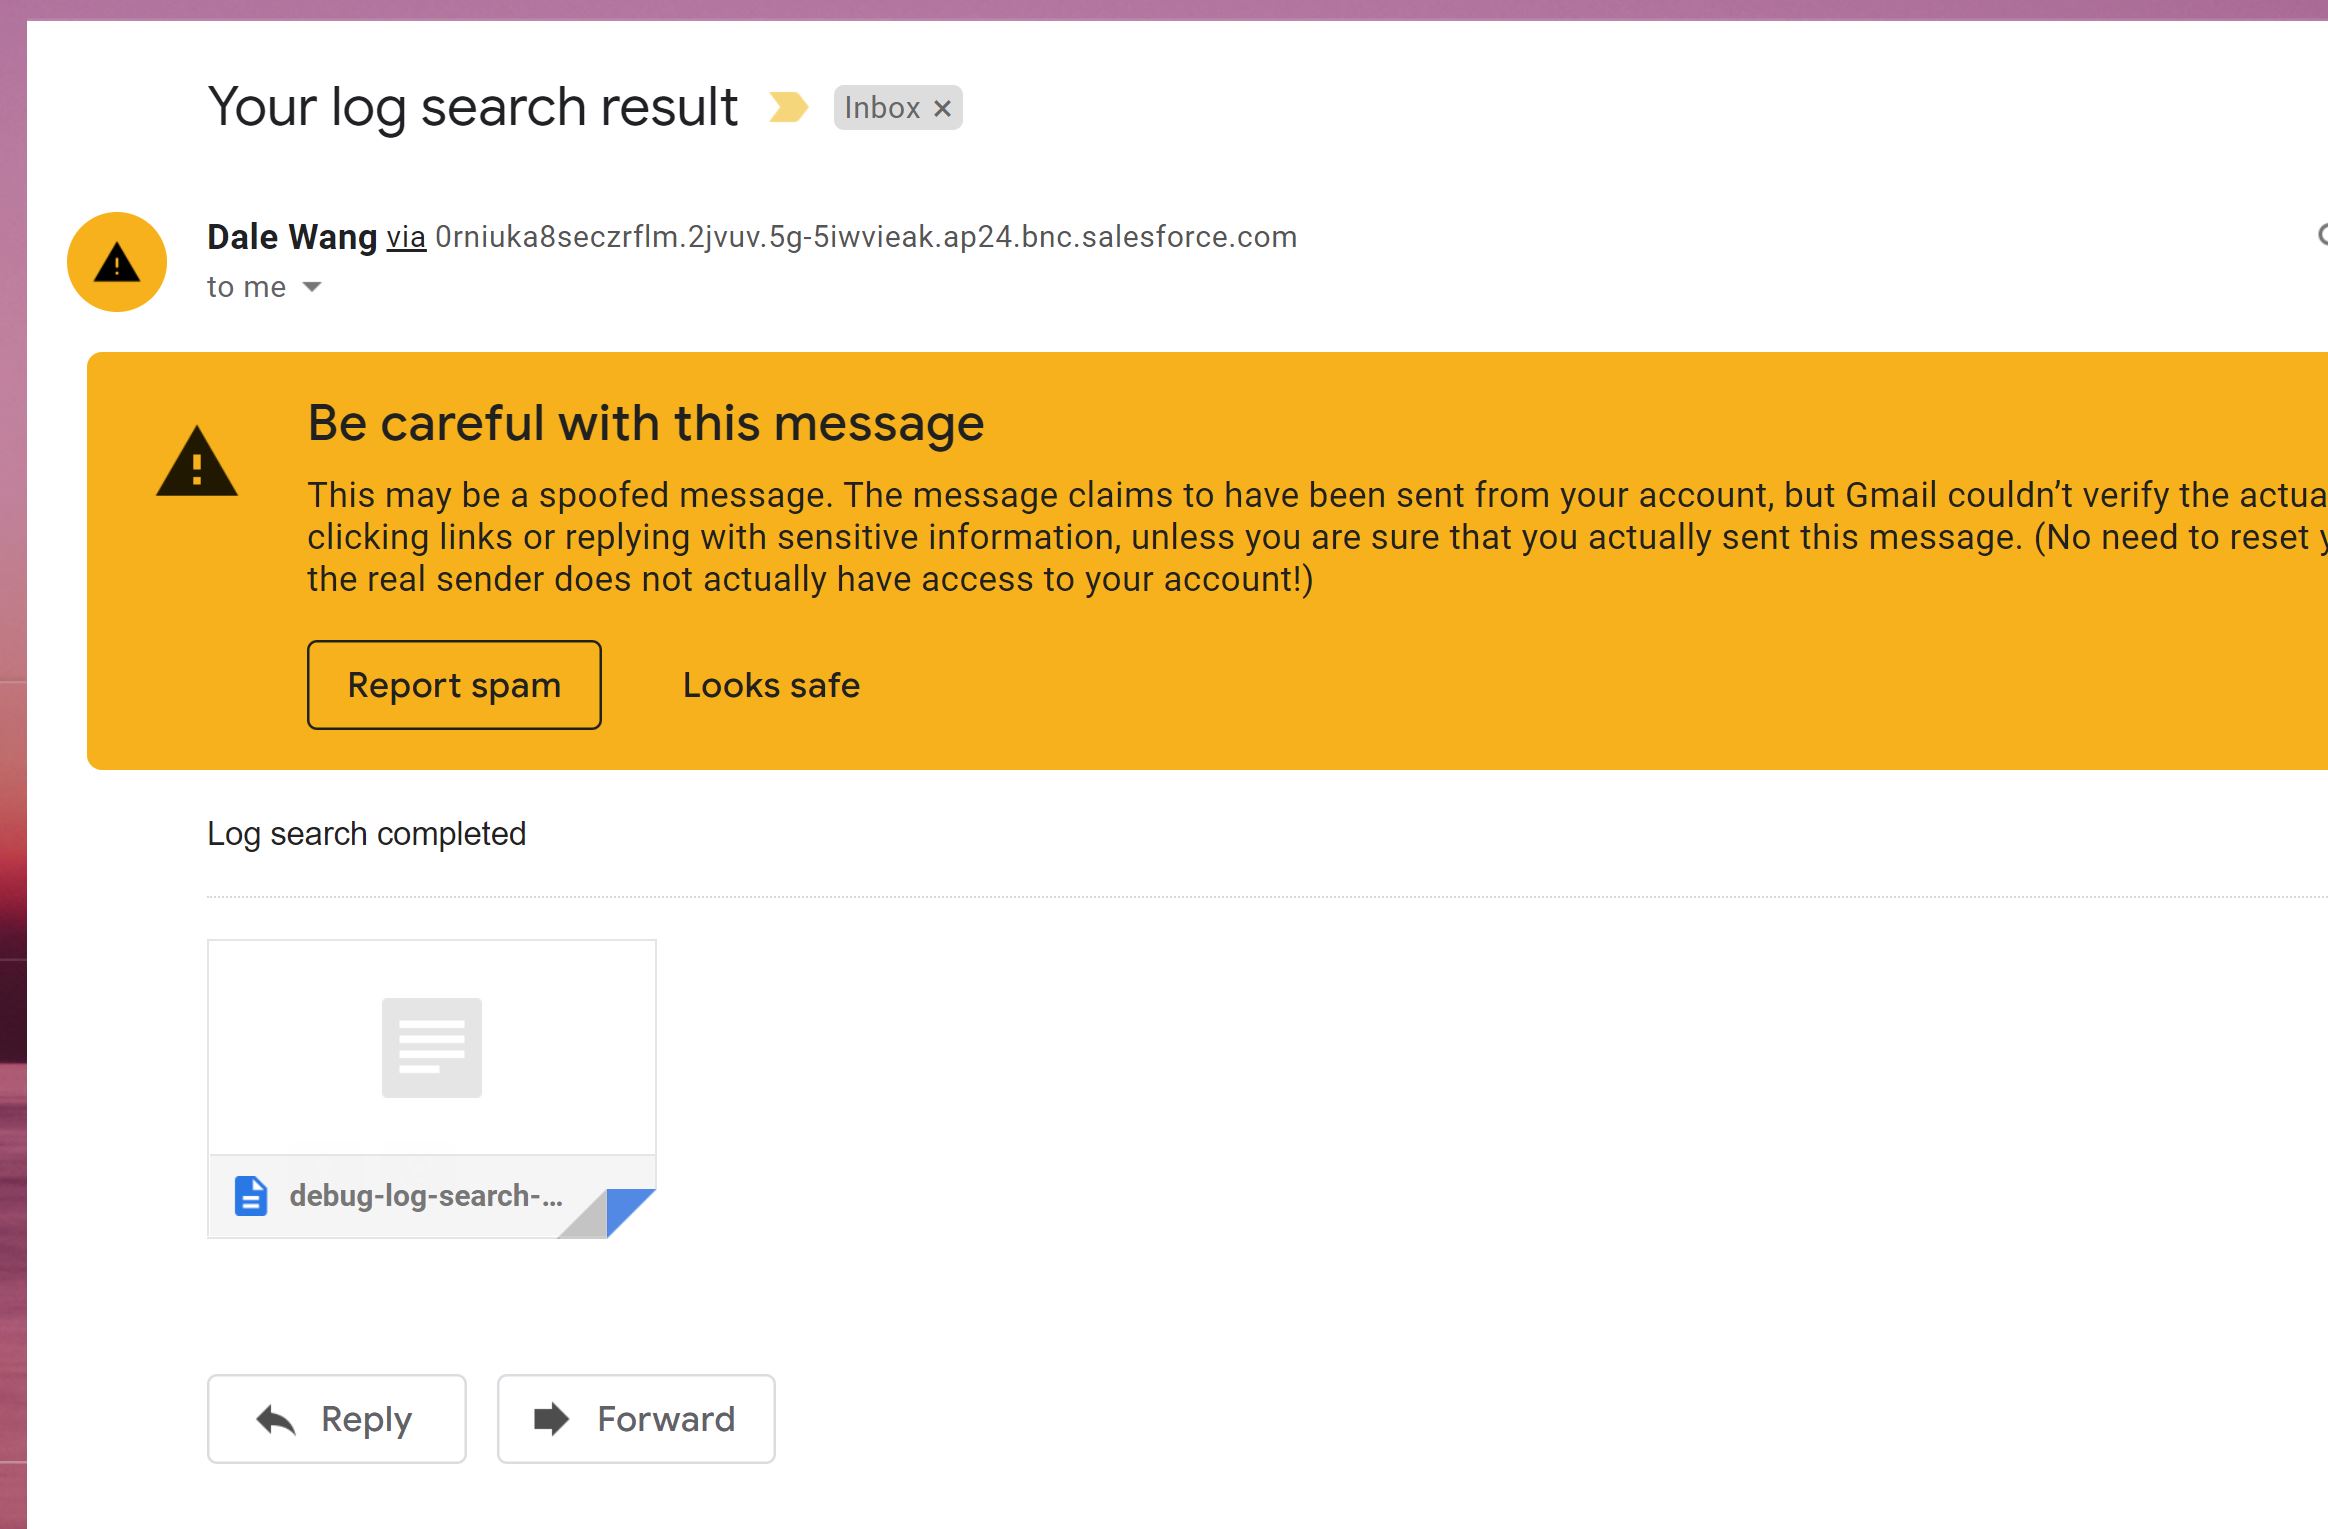 Your log search result
Inbox ×
Dale Wang via 0rniuka8seczrflm.2jvuv.5g-5iwvieak.ap24.bnc.salesforce.com
to me
Be careful with this message
This may be a spoofed message. The message claims to have been sent from your account, but Gmail couldn’t verify the actua
clicking links or replying with sensitive information, unless you are sure that you actually sent this message. (No need to reset y
the real sender does not actually have access to your account!)
Report spam
Looks safe
Log search completed
debug-log-search-...
Reply
Forward